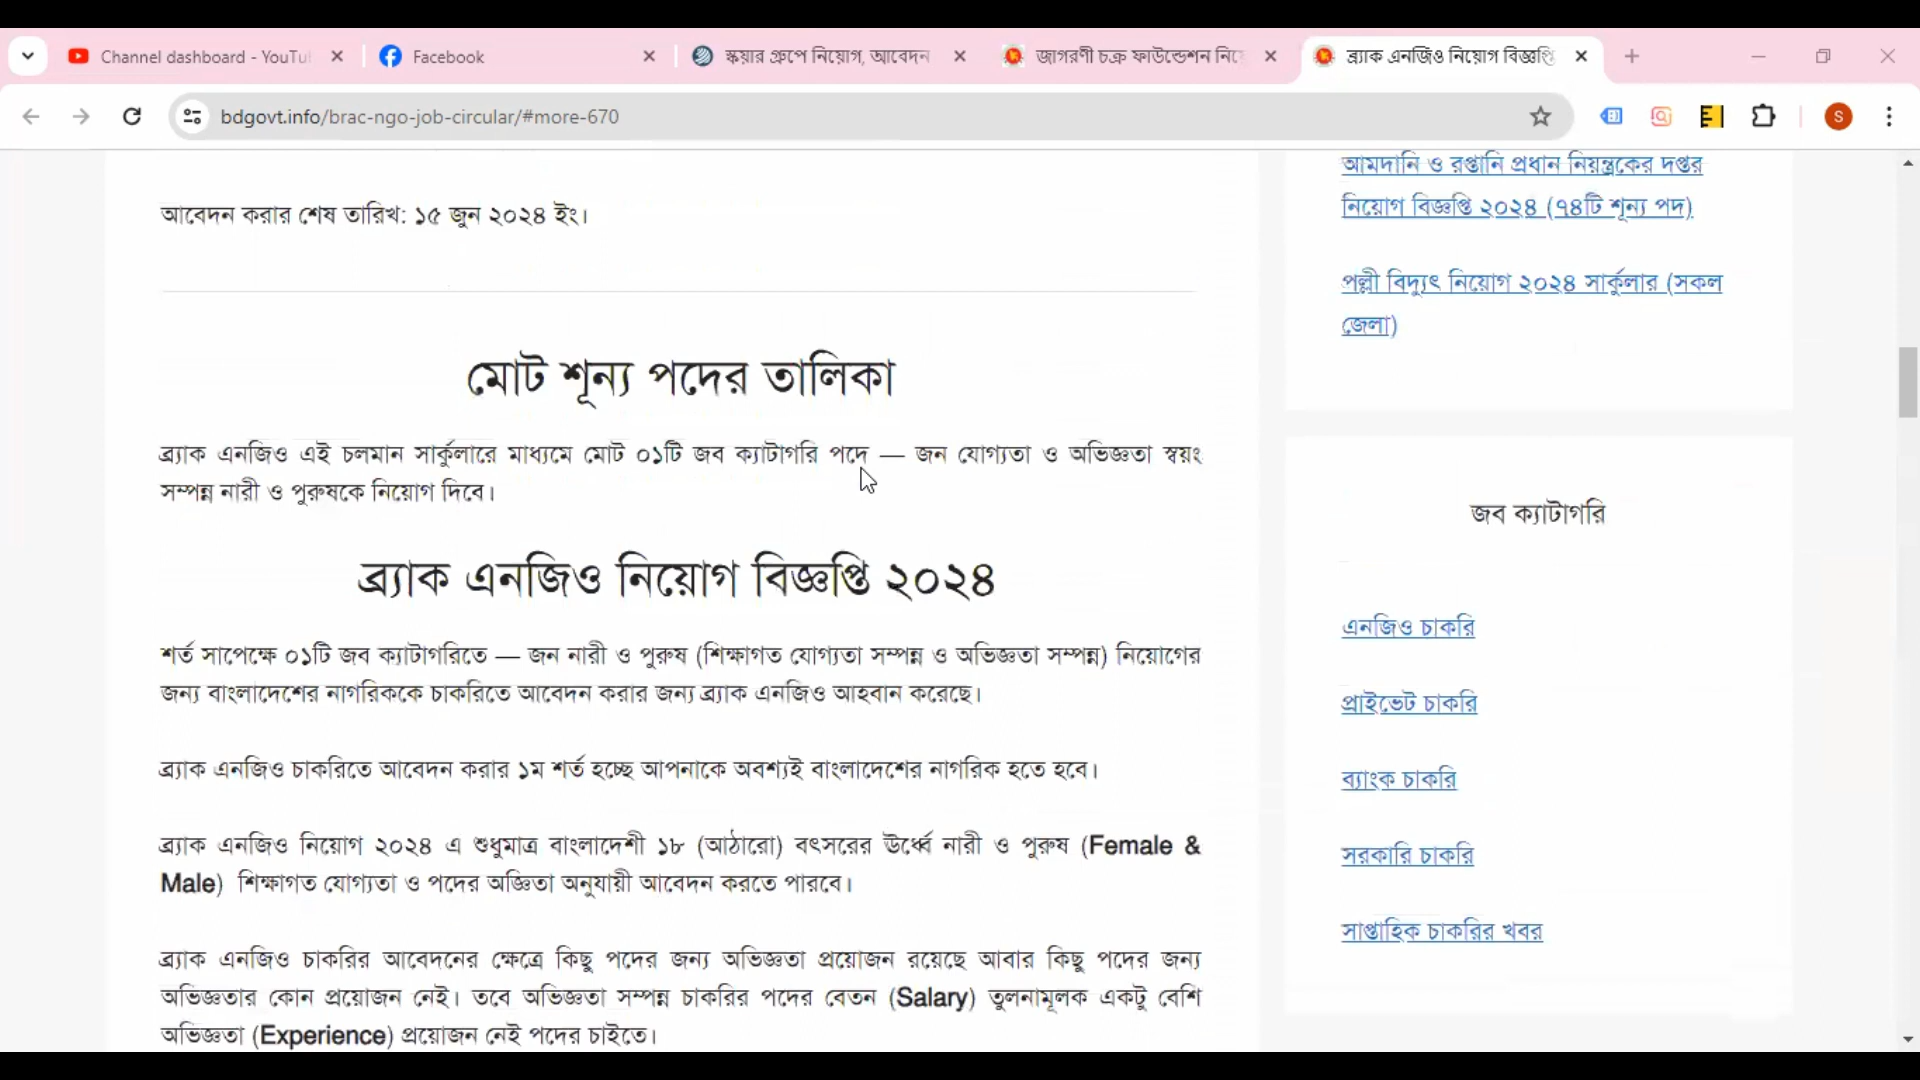 Channel dashboard - YouTu
Facebook
স্কয়ার গ্রুপে নিয়োগ, আবেদন
জাগরণী চক্র ফাউন্ডেশন নিয়ে
ব্র্যাক এনজিও নিয়োগ বিজ্ঞপ্তি
bdgovt.info/brac-ngo-job-circular/#more-670
S
আবেদন করার শেষ তারিখ: ১৫ জুন ২০২৪ ইং।
মোট শূন্য পদের তালিকা
ব্র্যাক এনজিও এই চলমান সার্কুলারে মাধ্যমে মোট ০১টি জব ক্যাটাগরি পদে — জন যোগ্যতা ও অভিজ্ঞতা স্বয়ং
সম্পন্ন নারী ও পুরুষকে নিয়োগ দিবে।
ব্র্যাক এনজিও নিয়োগ বিজ্ঞপ্তি ২০২৪
শর্ত সাপেক্ষে ০১টি জব ক্যাটাগরিতে — জন নারী ও পুরুষ (শিক্ষাগত যোগ্যতা সম্পন্ন ও অভিজ্ঞতা সম্পন্ন) নিয়োগের
জন্য বাংলাদেশের নাগরিককে চাকরিতে আবেদন করার জন্য ব্র্যাক এনজিও আহবান করেছে।
ব্র্যাক এনজিও চাকরিতে আবেদন করার ১ম শর্ত হচ্ছে আপনাকে অবশ্যই বাংলাদেশের নাগরিক হতে হবে।
ব্র্যাক এনজিও নিয়োগ ২০২৪ এ শুধুমাত্র বাংলাদেশী ১৮ (আঠারো) বৎসরের ঊর্ধ্বে নারী ও পুরুষ (Female &
Male) শিক্ষাগত যোগ্যতা ও পদের অজ্ঞিতা অনুযায়ী আবেদন করতে পারবে।
ব্র্যাক এনজিও চাকরির আবেদনের ক্ষেত্রে কিছু পদের জন্য অভিজ্ঞতা প্রয়োজন রয়েছে আবার কিছু পদের জন্য
অভিজ্ঞতার কোন প্রয়োজন নেই। তবে অভিজ্ঞতা সম্পন্ন চাকরির পদের বেতন (Salary) তুলনামূলক একটু বেশি
অভিজ্ঞতা (Experience) প্রয়োজন নেই পদের চাইতে।
আমদানি ও রপ্তানি প্রধান নিয়ন্ত্রকের দপ্তর
নিয়োগ বিজ্ঞপ্তি ২০২৪ (৭৪টি শূন্য পদ)
পল্লী বিদ্যুৎ নিয়োগ ২০২৪ সার্কুলার (সকল
জেলা)
জব ক্যাটাগরি
এনজিও চাকরি
প্রাইভেট চাকরি
ব্যাংক চাকরি
সরকারি চাকরি
সাপ্তাহিক চাকরির খবর